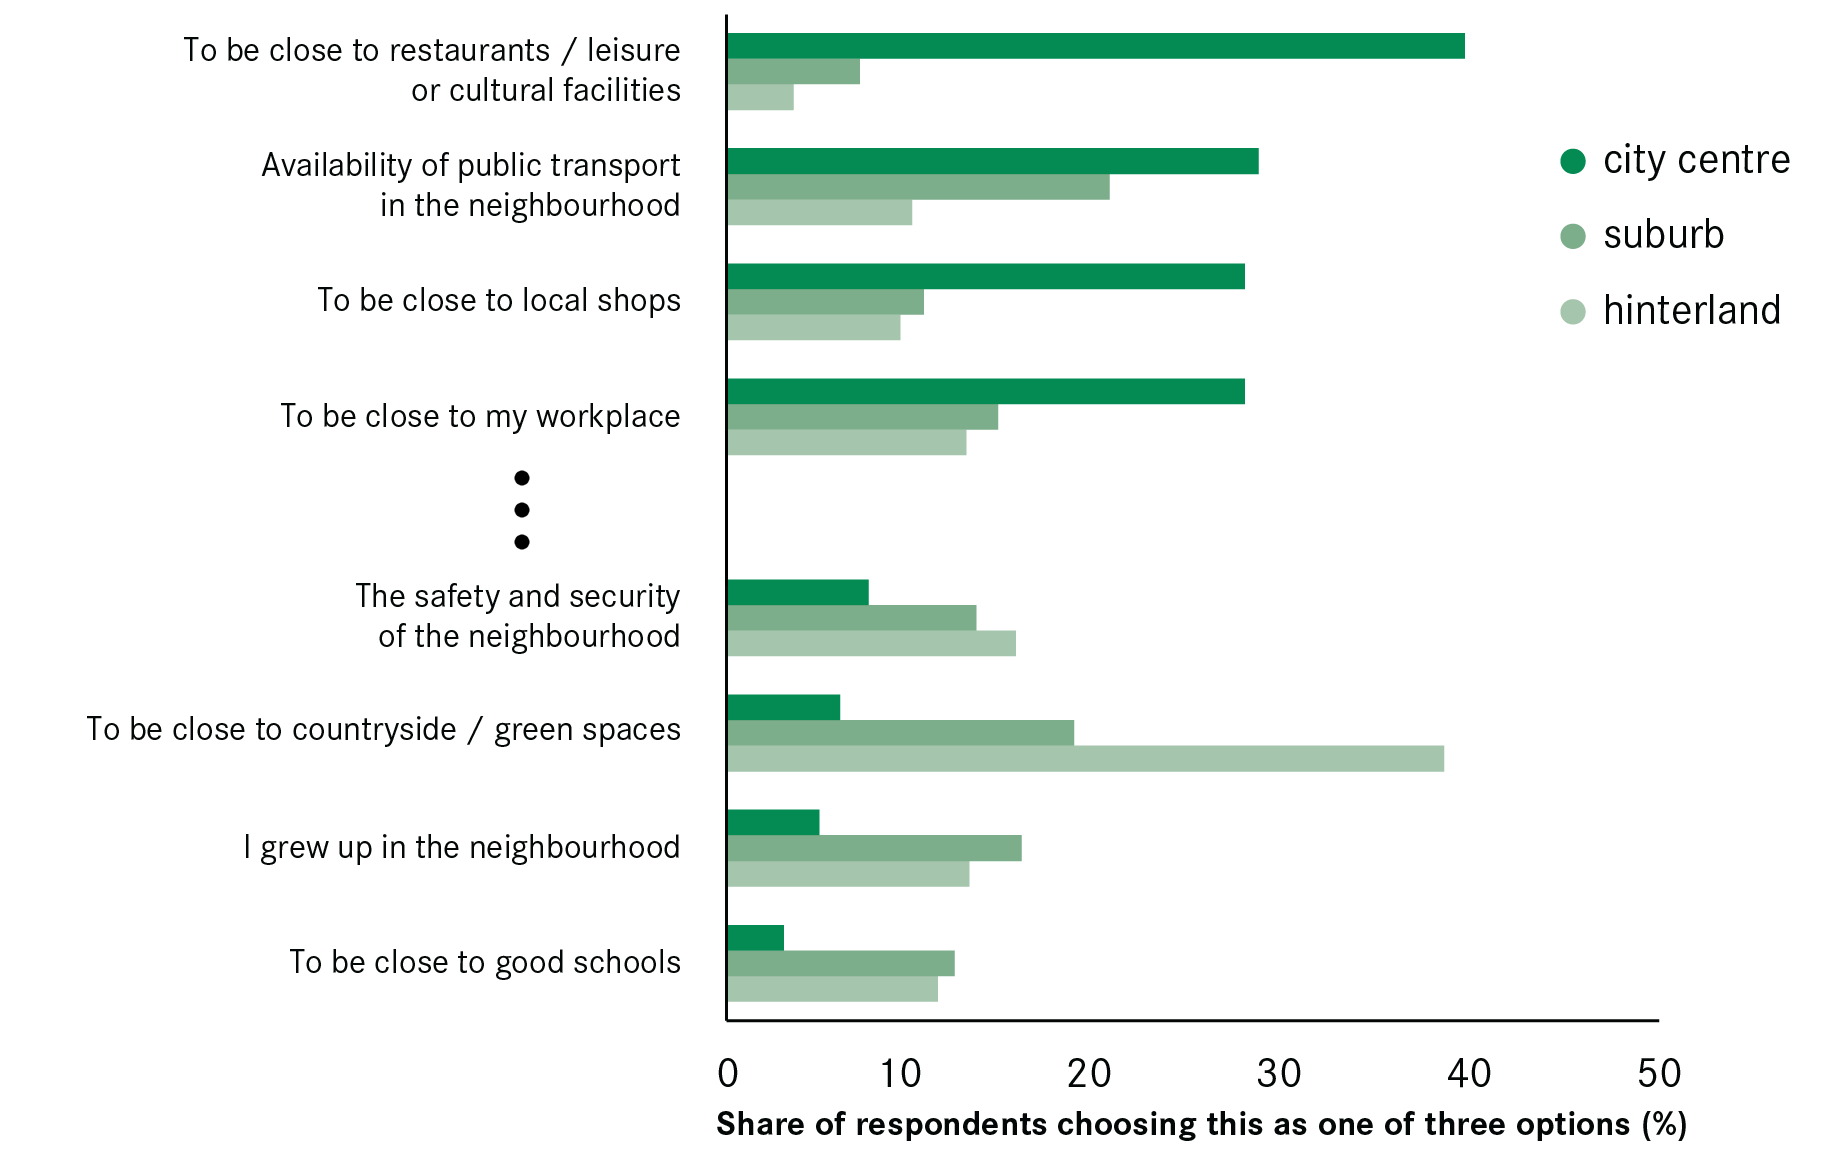 To be close to restaurants / leisure
or cultural facilities
Availability of public transport
in the neighbourhood
To be close to local shops
To be close to my workplace
The safety and security
of the neighbourhood
To be close to countryside / green spaces
I grew up in the neighbourhood
To be close to good schools
city centre
suburb
hinterland
0 10 20 30 40 50
Share of respondents choosing this as one of three options (%)